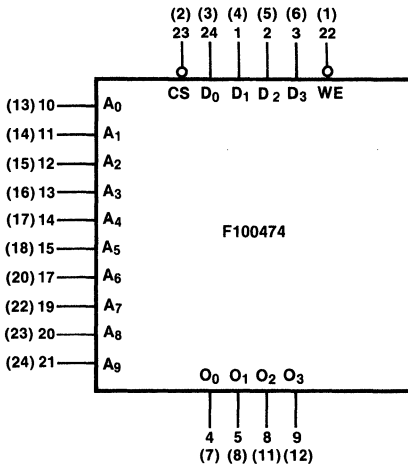 (2) (3) (4) (5) (6) (1)
23 24 1 2 3 22
CS D0 D1 D2 D3 WE
(13) 10 A0
(14) 11 A1
(15) 12 A2
(16) 13 A3
(17) 14 A4
F100474
(18) 15 A5
(20) 17 A6
(22) 19 A7
(23) 20 A8
(24) 21 A9
O0 O1 O2 O3
4 5 8 9
(7) (8) (11) (12)